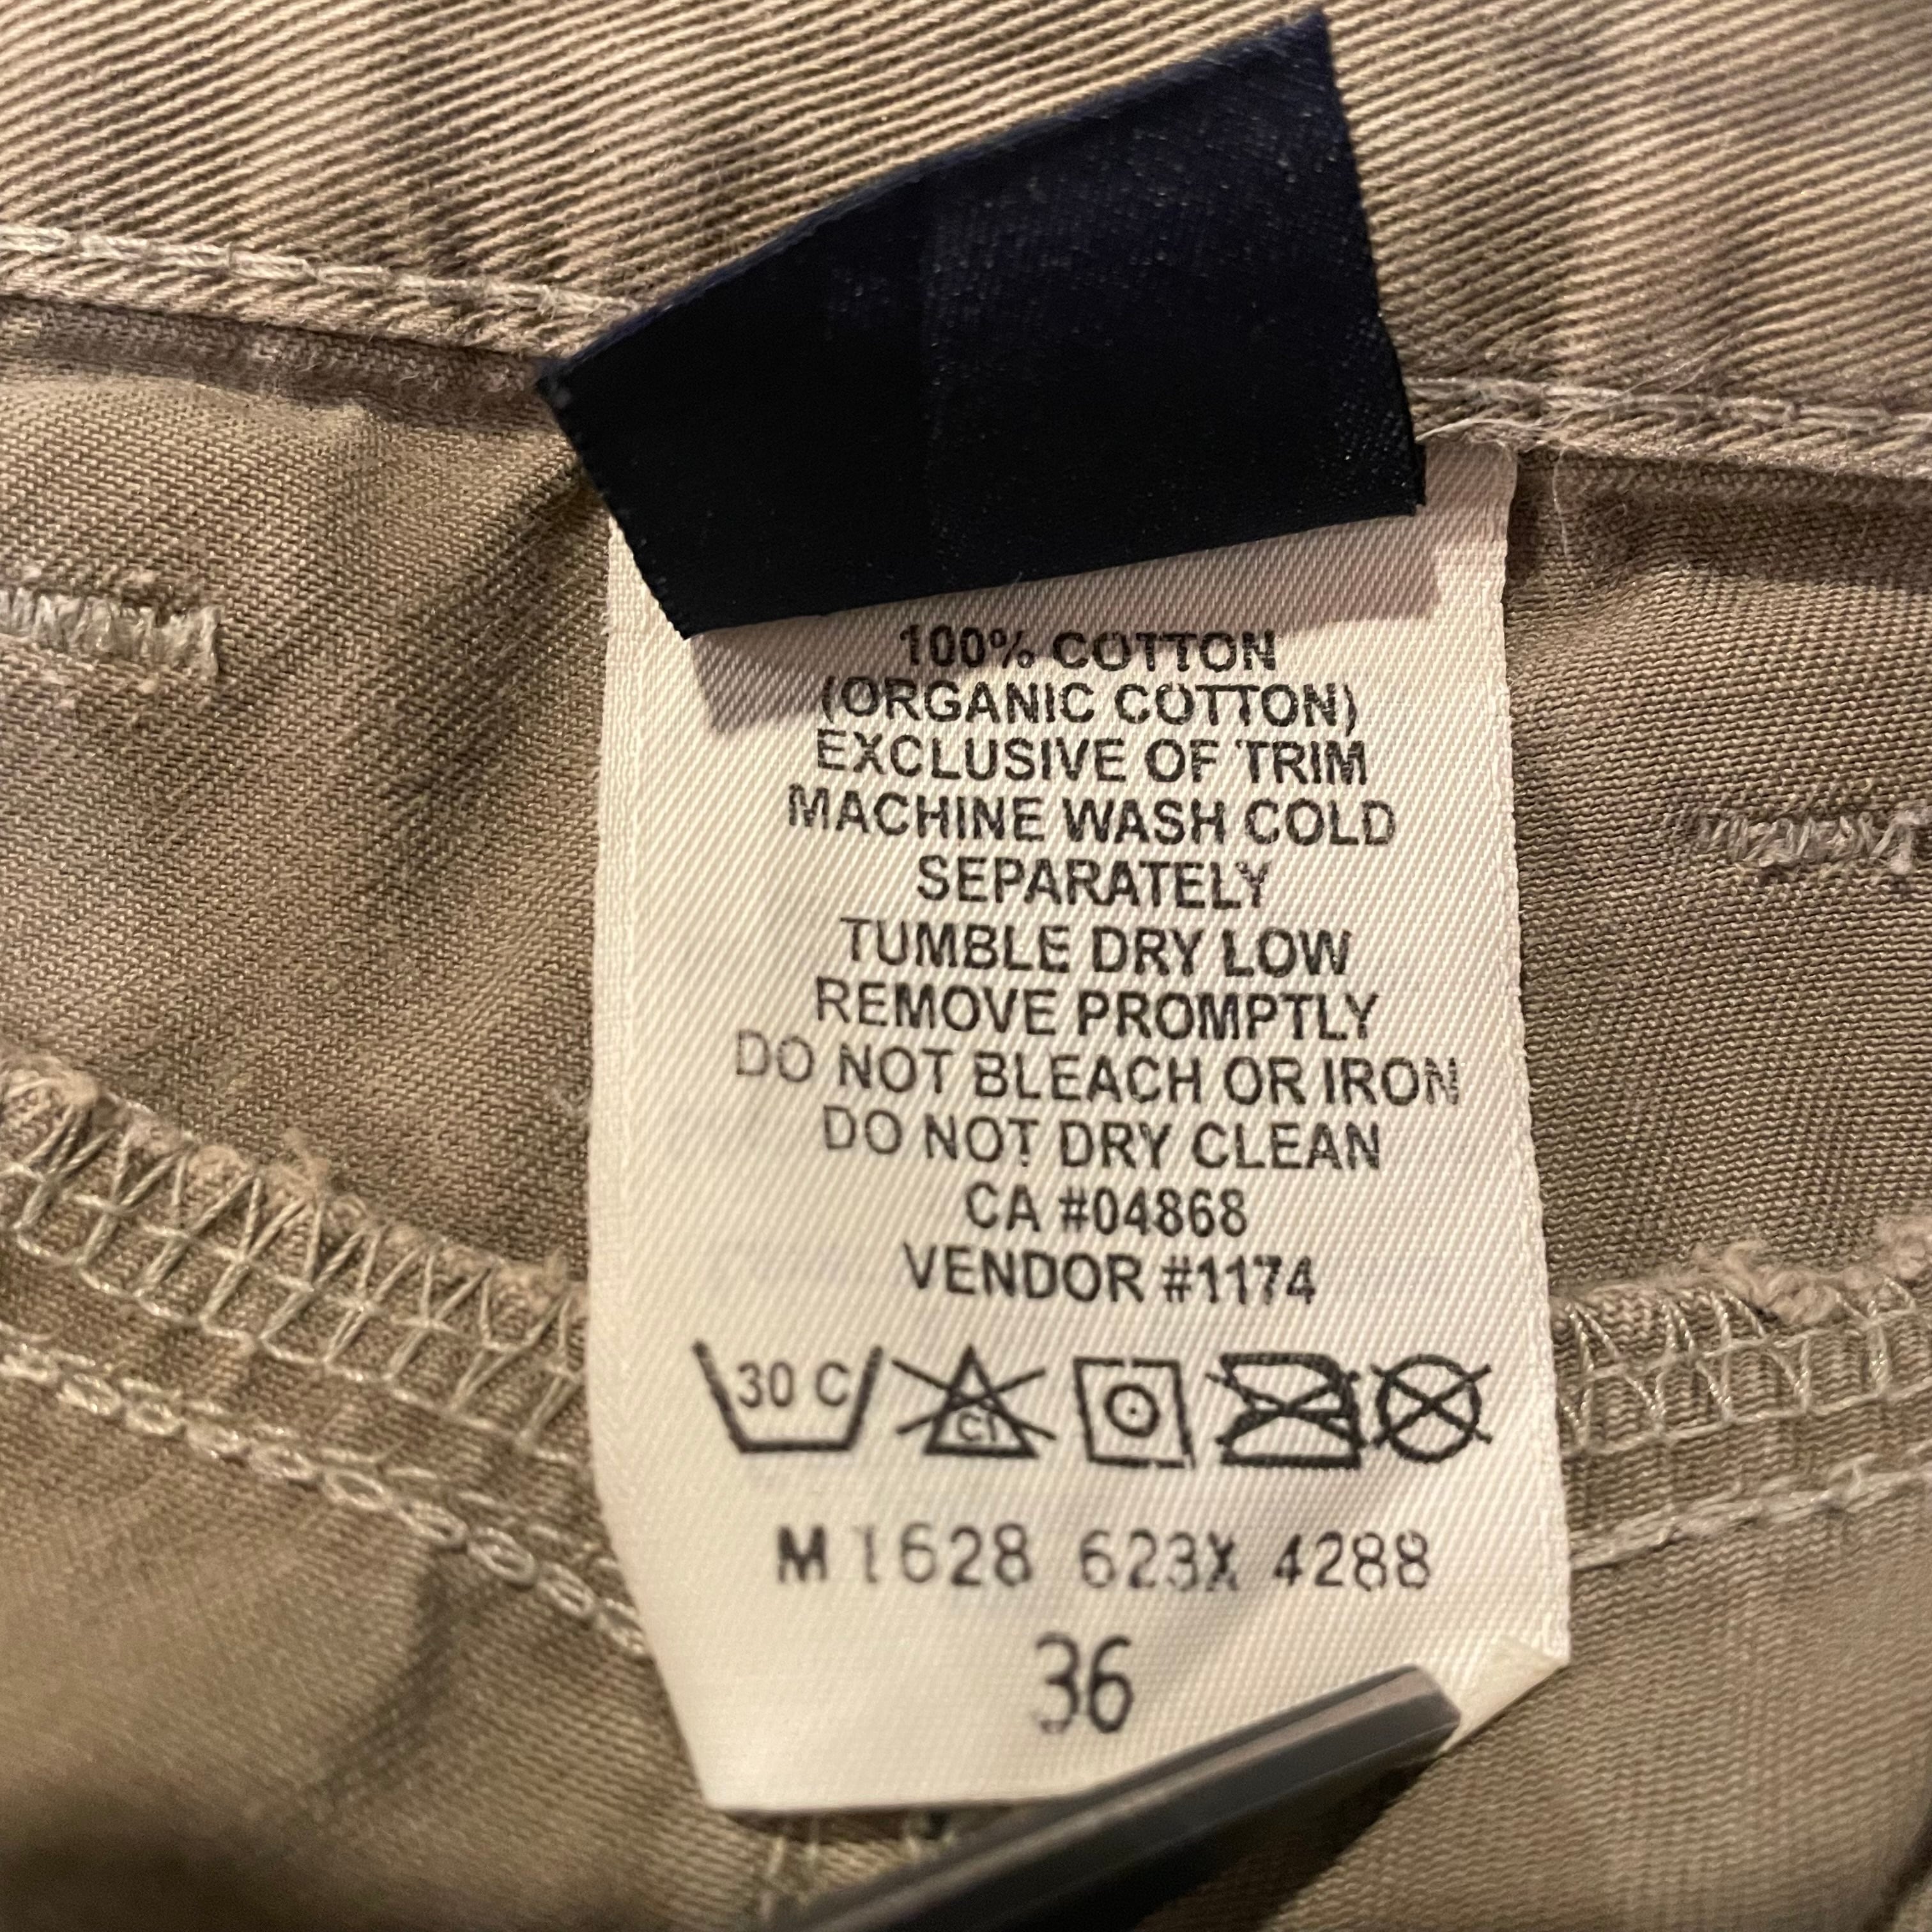 100% COTTON
(ORGANIC COTTON)
EXCLUSIVE OF TRIM
MACHINE WASH COLD
SEPARATELY
TUMBLE DRY LOW
REMOVE PROMPTLY
DO NOT BLEACH OR IRON
DO NOT DRY CLEAN
CA #04868
VENDOR #1174
30 C Cl
M 1628 623X 4288
36